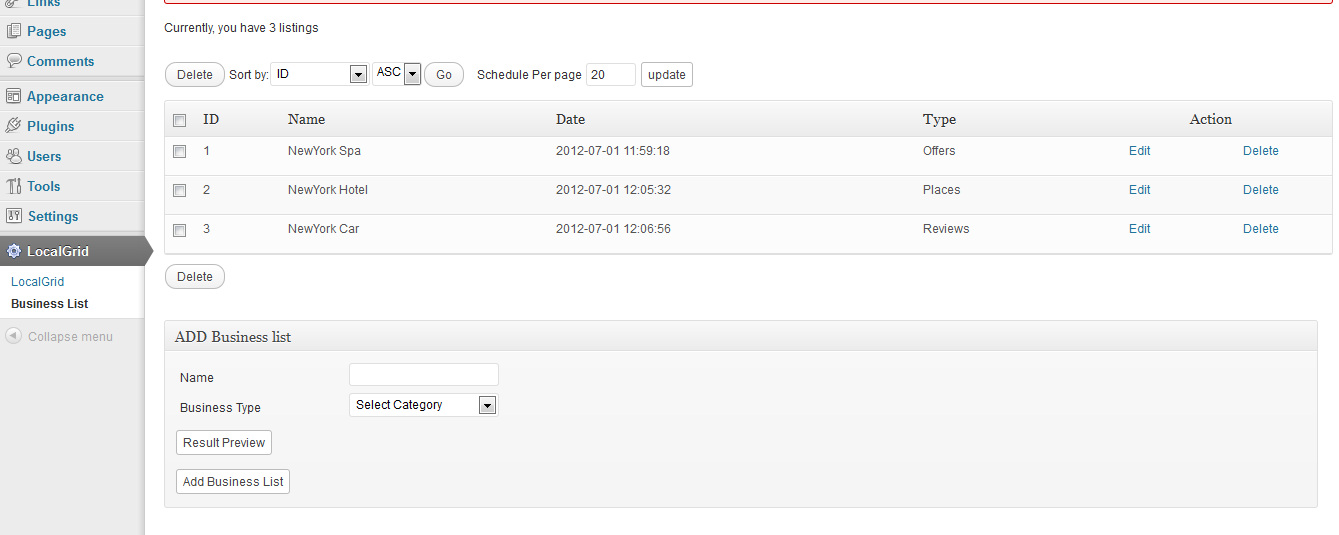 Links
Pages
Comments
Appearance
Plugins
Users
Tools
Settings
LocalGrid
LocalGrid
Business List
Collapse menu
Currently, you have 3 listings
Delete Sort by: ID ASC Go Schedule Per page 20 update
ID Name Date Type Action
1 NewYork Spa 2012-07-01 11:59:18 Offers Edit Delete
2 NewYork Hotel 2012-07-01 12:05:32 Places Edit Delete
3 NewYork Car 2012-07-01 12:06:56 Reviews Edit Delete
Delete
ADD Business list
Name
Business Type Select Category
Result Preview
Add Business List